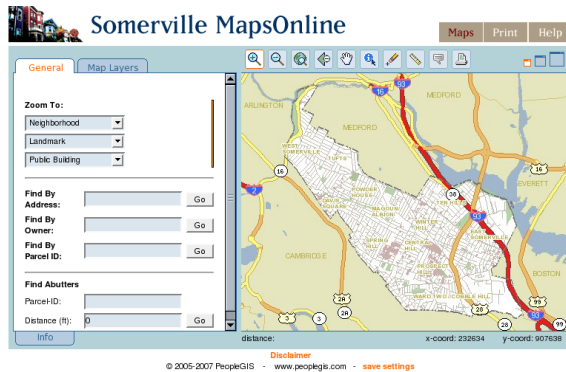 Somerville MapsOnline
Maps Print Help
General Map Layers
Zoom To:
Neighborhood
Landmark
Public Building
Find By
Address:
Go
Find By
Owner:
Go
Find By
Parcel ID:
Go
Find Abutters
Parcel-ID:
Distance (ft): 0 Go
Info
ARLINGTON
MEDFORD
MEDFORD
93
16
WEST
SOMERVILLE
TUFTS
16
16
EVERETT
2
POWDER
HOUSE
38
TEN HILLS
DAVIS
SQUARE
MAGOUN
ALBION
WINTER
HILL
93
EAST
SOMERVILLE
SPRING
HILL
CENTRAL
HILL
CAMBRIDGE
PROSPECT
HILL
BOSTON
WARD TWO / COBBLE HILL
2A
2A
99
99
3
3
28
28
93
distance: x-coord: 232634 y-coord: 907638
Disclaimer
© 2005-2007 PeopleGIS - www.peoplegis.com - save settings